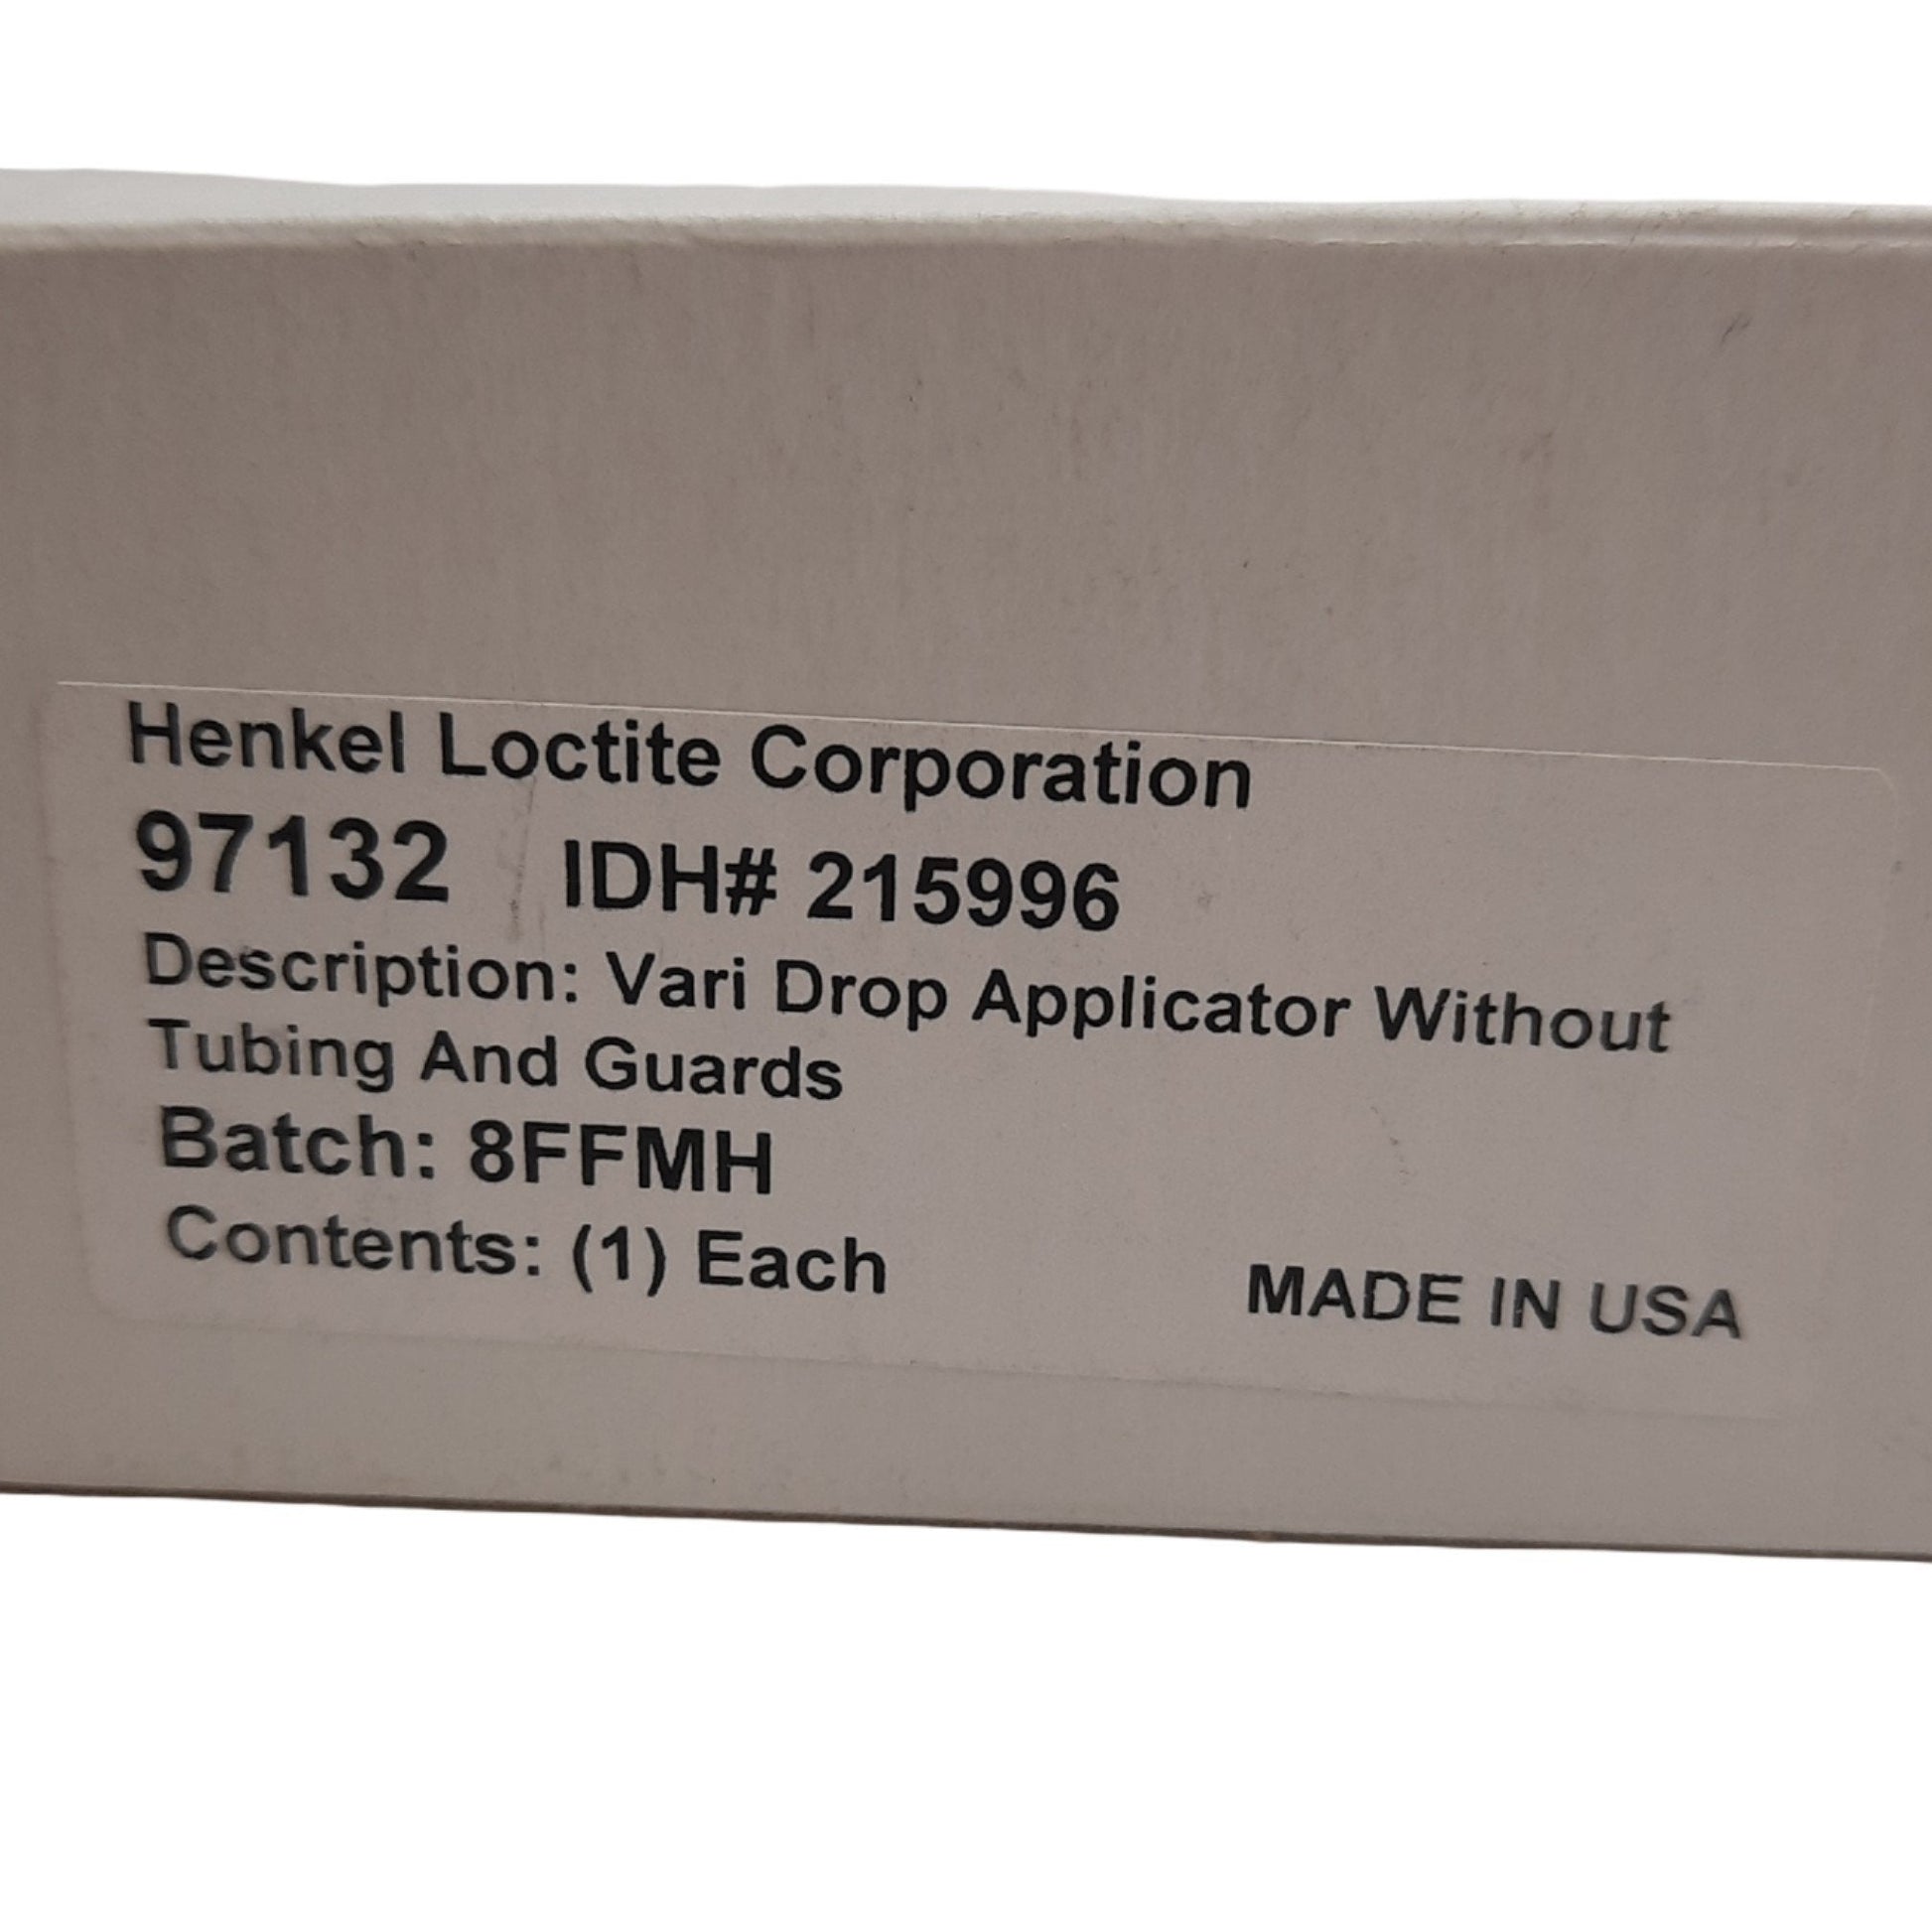 Henkel Loctite Corporation
97132 IDH# 215996
Description: Vari Drop Applicator Without
Tubing And Guards
Batch: 8FFMH
Contents: (1) Each
MADE IN USA